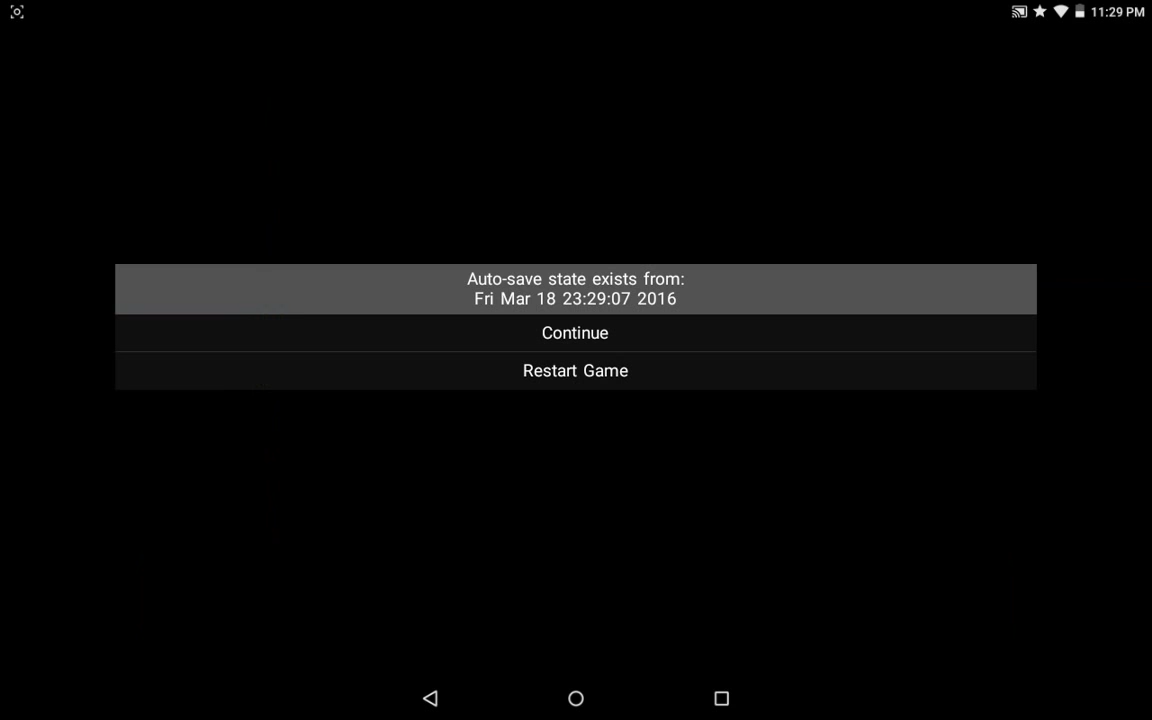 11:29 PM
Auto-save state exists from:
Fri Mar 18 23:29:07 2016
Continue
Restart Game